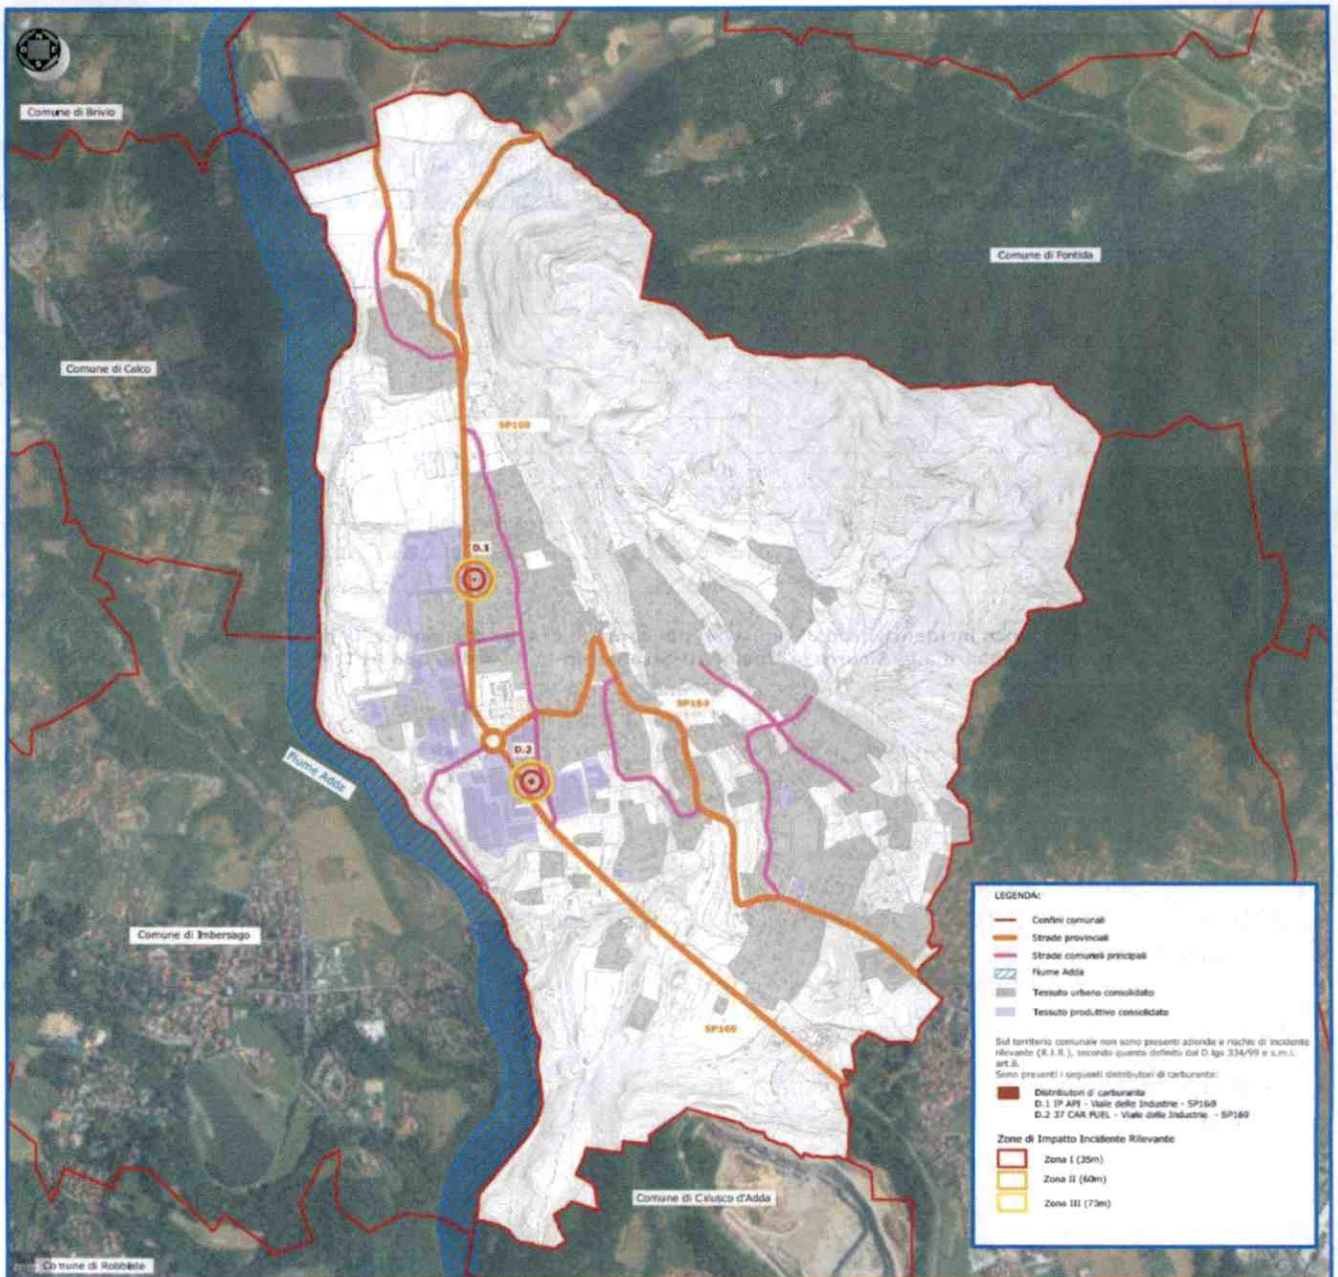 Comune di Brivio
Comune di Pontida
Comune di Calco
SP169
D.1
SP169
D.2
Fiume Adda
Comune di Imbersago
SP169
Comune di Calusco d'Adda
Comune di Robbiate
LEGENDA:
Confini comunali
Strade provinciali
Strade comunali principali
Fiume Adda
Tessuto urbano consolidato
Tessuto produttivo consolidato
Sul territorio comunale non sono presenti aziende a rischio di incidente
rilevante (R.I.R.), secondo quanto definito dal D.lgs 334/99 e s.m.i.
art.8.
Sono presenti i seguenti distributori di carburante:
Distributori di carburante
D.1 IP API - Viale delle Industrie - SP169
D.2 37 CAR FUEL - Viale delle Industrie - SP169
Zone di Impatto Incidente Rilevante
Zona I (35m)
Zona II (60m)
Zona III (73m)